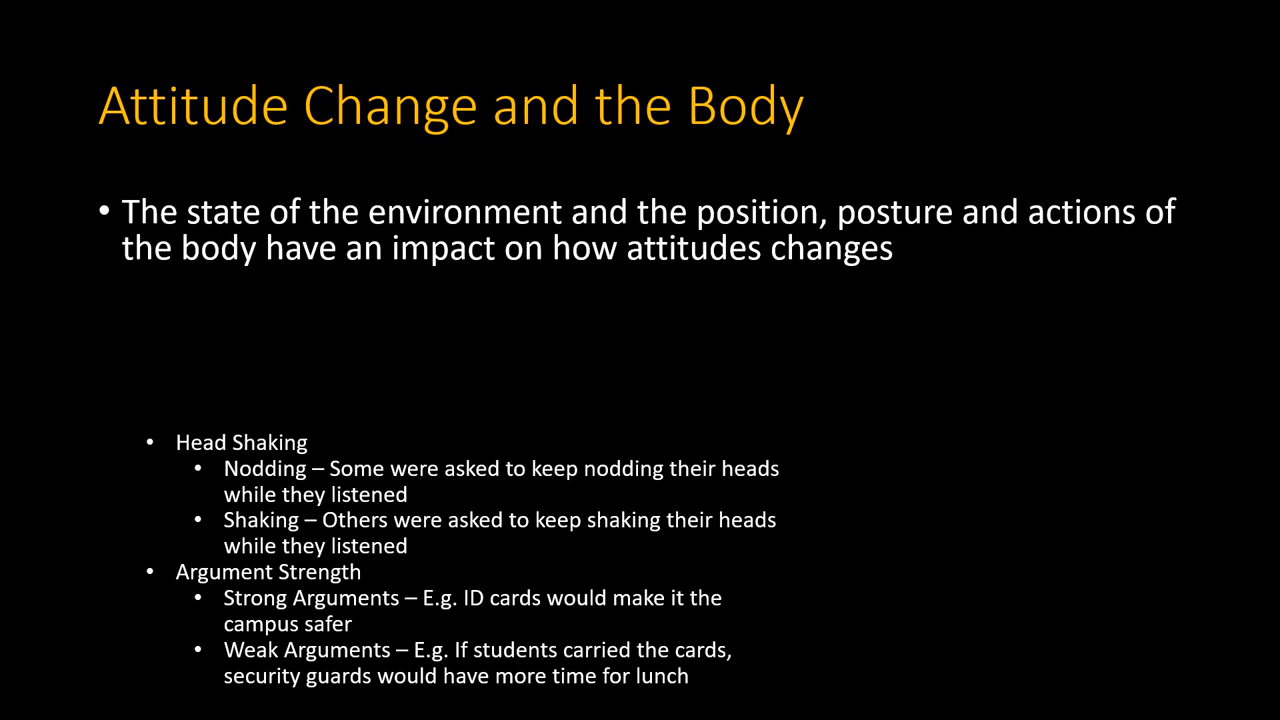 Attitude Change and the Body
• The state of the environment and the position, posture and actions of
the body have an impact on how attitudes changes
• Head Shaking
• Nodding – Some were asked to keep nodding their heads
while they listened
• Shaking – Others were asked to keep shaking their heads
while they listened
• Argument Strength
• Strong Arguments – E.g. ID cards would make it the
campus safer
• Weak Arguments – E.g. If students carried the cards,
security guards would have more time for lunch